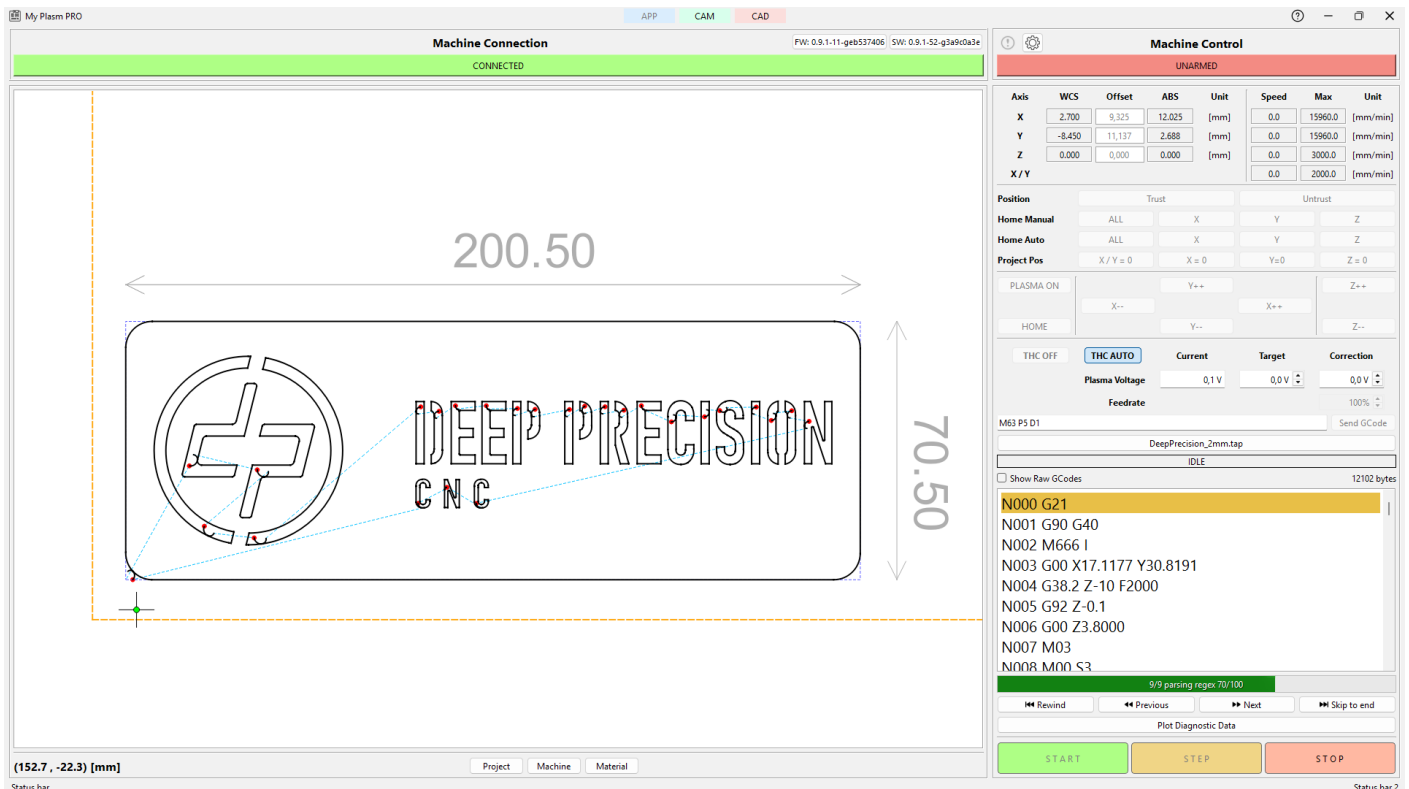 My Plasm PRO
APP CAM CAD
Machine Connection
FW: 0.9.1-11-geb537406 SW: 0.9.1-52-g3a9c0a3e
CONNECTED
200.50
70.50
DEEP PRECISION
CNC
(152.7 , -22.3) [mm]
Project Machine Material
Status bar
Machine Control
UNARMED
Axis WCS Offset ABS Unit Speed Max Unit
X 2.700 9,325 12.025 [mm] 0.0 15960.0 [mm/min]
Y -8.450 11,137 2.688 [mm] 0.0 15960.0 [mm/min]
Z 0.000 0,000 0.000 [mm] 0.0 3000.0 [mm/min]
X / Y 0.0 2000.0 [mm/min]
Position Trust Untrust
Home Manual ALL X Y Z
Home Auto ALL X Y Z
Project Pos X / Y = 0 X = 0 Y=0 Z = 0
PLASMA ON Y++ Z++
X-- X++
HOME Y-- Z--
THC OFF THC AUTO Current Target Correction
Plasma Voltage 0,1 V 0,0 V 0,0 V
Feedrate 100%
M63 P5 D1 Send GCode
DeepPrecision_2mm.tap
IDLE
Show Raw GCodes 12102 bytes
N000 G21
N001 G90 G40
N002 M666 I
N003 G00 X17.1177 Y30.8191
N004 G38.2 Z-10 F2000
N005 G92 Z-0.1
N006 G00 Z3.8000
N007 M03
N008 M00 S3
9/9 parsing regex 70/100
Rewind Previous Next Skip to end
Plot Diagnostic Data
START STEP STOP
Status bar 2